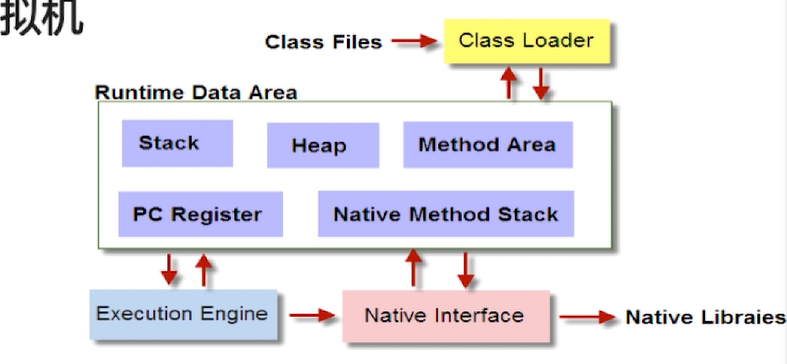 拟机
Class Files
Class Loader
Runtime Data Area
Stack
Heap
Method Area
PC Register
Native Method Stack
Execution Engine
Native Interface
Native Libraies